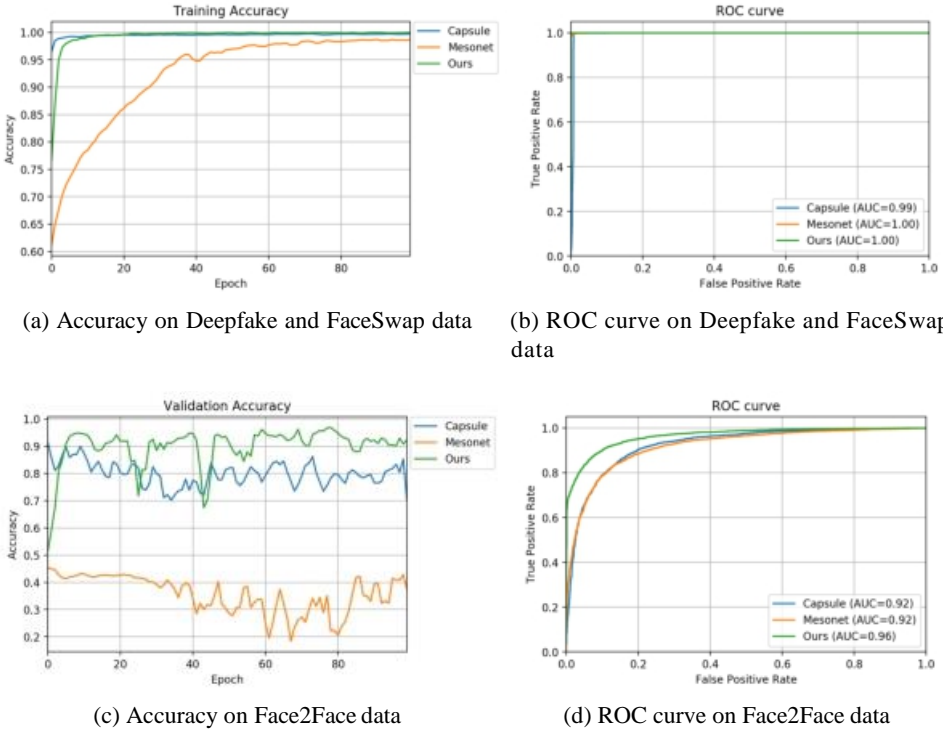 Training Accuracy
1.00
0.95
0.90
0.85
0.80
0.75
0.70
0.65
0.60
Accuracy
0
20
40
60
80
Epoch
Capsule
Mesonet
Ours
ROC curve
1.0
0.8
0.6
0.4
0.2
0.0
True Positive Rate
0.0
0.2
0.4
0.6
0.8
1.0
False Positive Rate
Capsule (AUC=0.99)
Mesonet (AUC=1.00)
Ours (AUC=1.00)
(a) Accuracy on Deepfake and FaceSwap data
(b) ROC curve on Deepfake and FaceSwap
data
Validation Accuracy
1.0
0.9
0.8
0.7
0.6
0.5
0.4
0.3
0.2
Accuracy
0
20
40
60
80
Epoch
Capsule
Mesonet
Ours
ROC curve
1.0
0.8
0.6
0.4
0.2
0.0
True Positive Rate
0.0
0.2
0.4
0.6
0.8
1.0
False Positive Rate
Capsule (AUC=0.92)
Mesonet (AUC=0.92)
Ours (AUC=0.96)
(c) Accuracy on Face2Face data
(d) ROC curve on Face2Face data